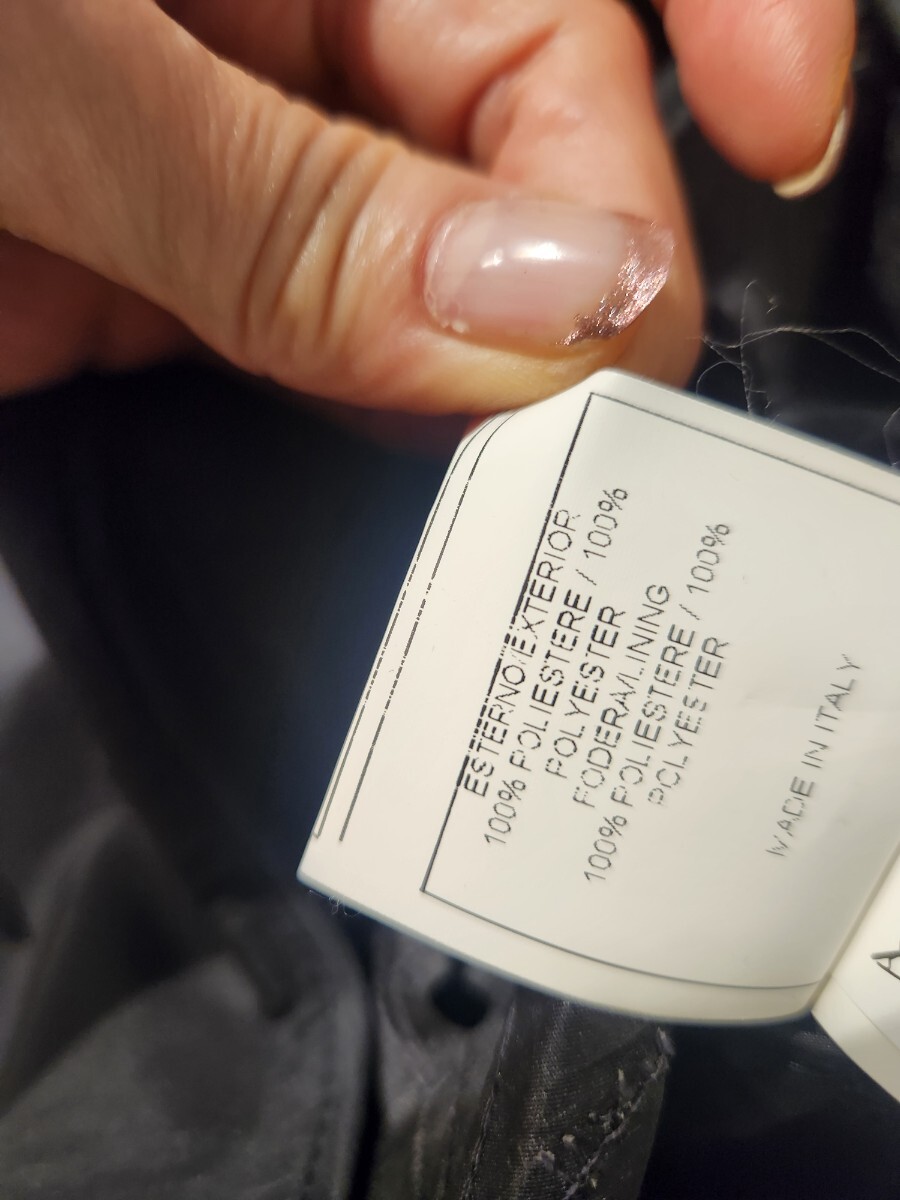 ESTERNO/EXTERIOR
100% POLIESTERE / 100%
POLYESTER
FODERA/LINING
100% POLIESTERE / 100%
POLYESTER
MADE IN ITALY
A